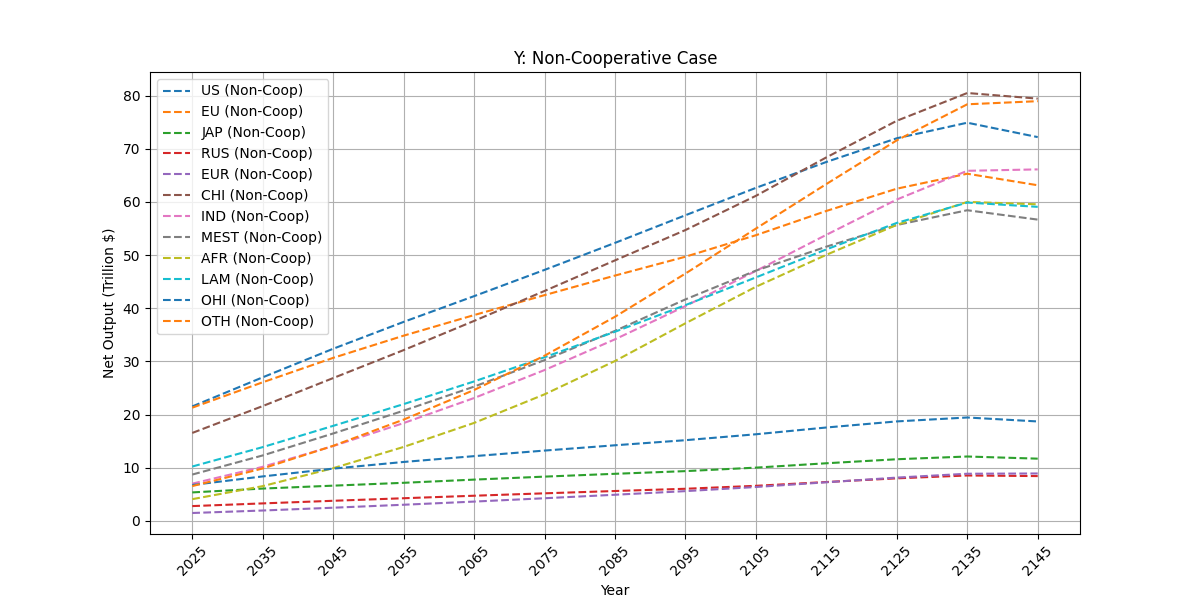 Y: Non-Cooperative Case
Net Output (Trillion $)
80
70
60
50
40
30
20
10
0
US (Non-Coop)
EU (Non-Coop)
JAP (Non-Coop)
RUS (Non-Coop)
EUR (Non-Coop)
CHI (Non-Coop)
IND (Non-Coop)
MEST (Non-Coop)
AFR (Non-Coop)
LAM (Non-Coop)
OHI (Non-Coop)
OTH (Non-Coop)
2025
2035
2045
2055
2065
2075
2085
2095
2105
2115
2125
2135
2145
Year